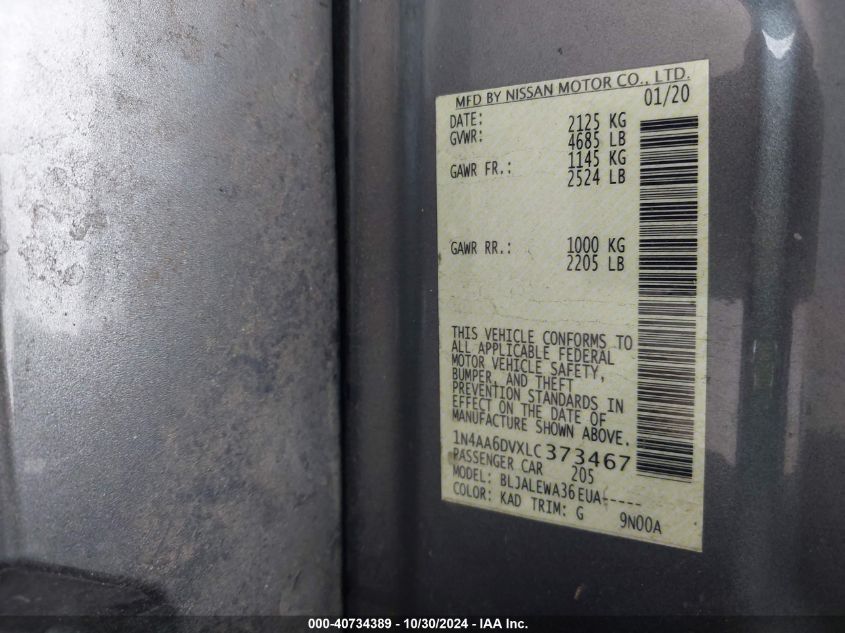 MFD BY NISSAN MOTOR CO., LTD.
01/20
DATE:
GVWR: 2125 KG
4685 LB
GAWR FR.: 1145 KG
2524 LB
GAWR RR.: 1000 KG
2205 LB
THIS VEHICLE CONFORMS TO
ALL APPLICABLE FEDERAL
MOTOR VEHICLE SAFETY,
BUMPER, AND THEFT
PREVENTION STANDARDS IN
EFFECT ON THE DATE OF
MANUFACTURE SHOWN ABOVE.
1N4AA6DVXLC373467
PASSENGER CAR 205
MODEL: BLJALEWA36EUA-----
COLOR: KAD TRIM: G 9N00A
000-40734389 - 10/30/2024 - IAA Inc.